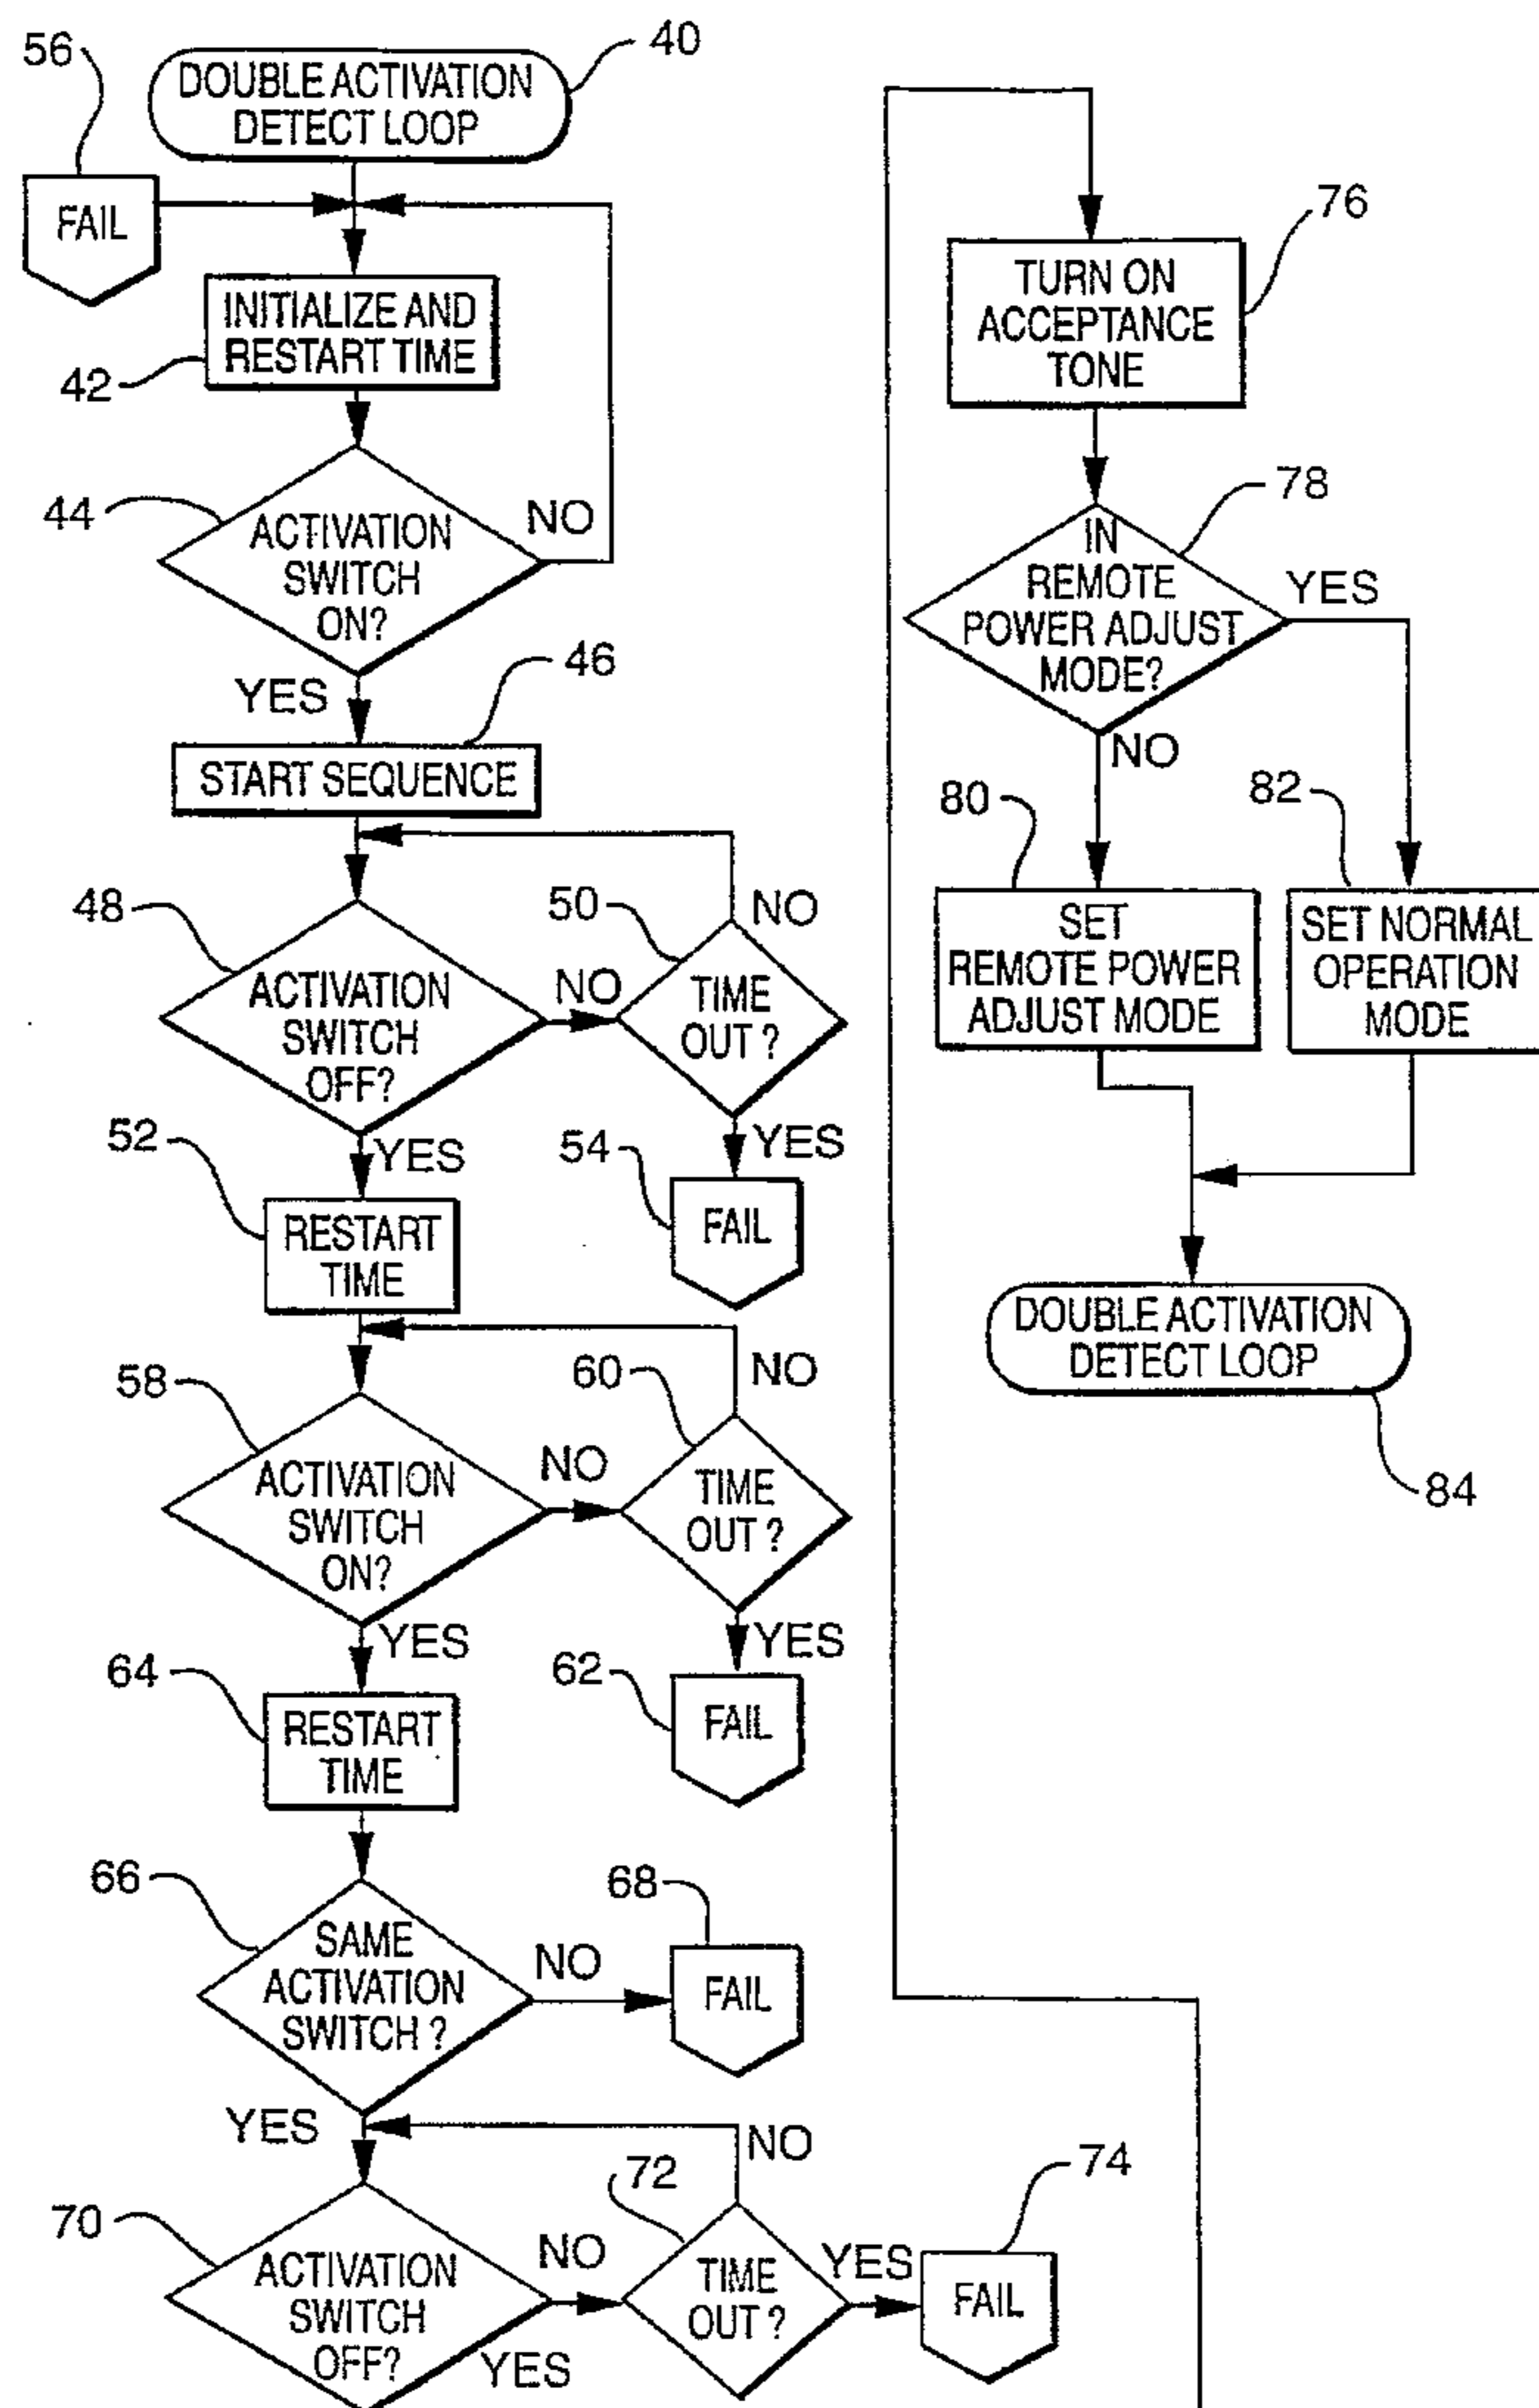 56
40
DOUBLE ACTIVATION
DETECT LOOP
FAIL
INITIALIZE AND
RESTART TIME
42
44
ACTIVATION
SWITCH
ON?
NO
YES
46
START SEQUENCE
48
ACTIVATION
SWITCH
OFF?
NO
50
TIME
OUT ?
NO
YES
52
YES
54
FAIL
RESTART
TIME
58
ACTIVATION
SWITCH
ON?
NO
60
TIME
OUT ?
NO
YES
YES
62
FAIL
64
RESTART
TIME
66
SAME
ACTIVATION
SWITCH ?
NO
68
FAIL
YES
70
ACTIVATION
SWITCH
OFF?
NO
YES
72
TIME
OUT ?
NO
YES
74
FAIL
76
TURN ON
ACCEPTANCE
TONE
78
IN
REMOTE
POWER ADJUST
MODE?
YES
NO
80
SET
REMOTE POWER
ADJUST MODE
82
SET NORMAL
OPERATION
MODE
DOUBLE ACTIVATION
DETECT LOOP
84